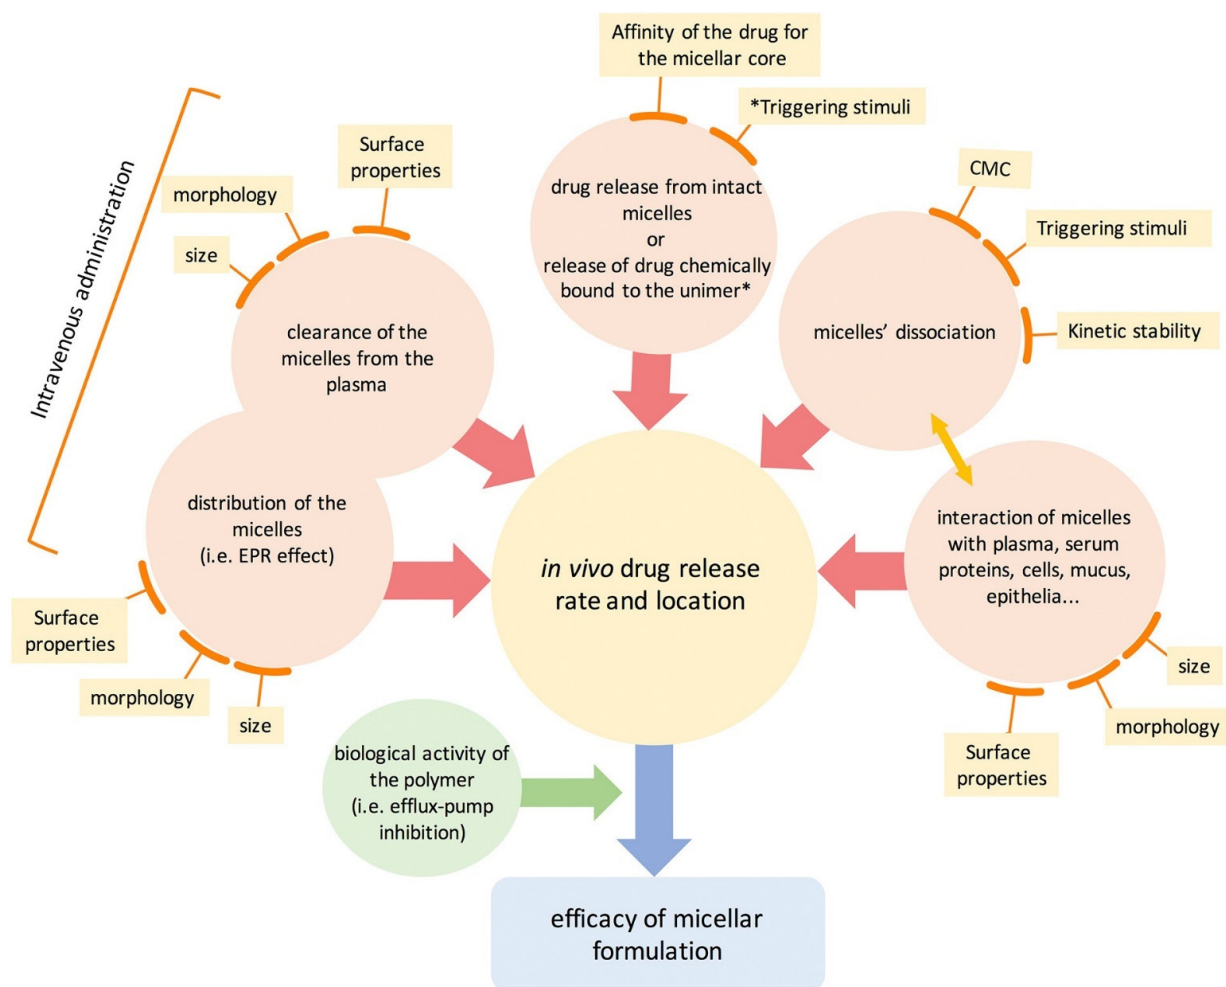 Affinity of the drug for
the micellar core
*Triggering stimuli
drug release from intact
micelles
or
release of drug chemically
bound to the unimer*
Intravenous administration
Surface
properties
morphology
size
clearance of the
micelles from the
plasma
CMC
Triggering stimuli
Kinetic stability
micelles’ dissociation
distribution of the
micelles
(i.e. EPR effect)
Surface
properties
morphology
size
in vivo drug release
rate and location
interaction of micelles
with plasma, serum
proteins, cells, mucus,
epithelia...
size
morphology
Surface
properties
biological activity of
the polymer
(i.e. efflux-pump
inhibition)
efficacy of micellar
formulation